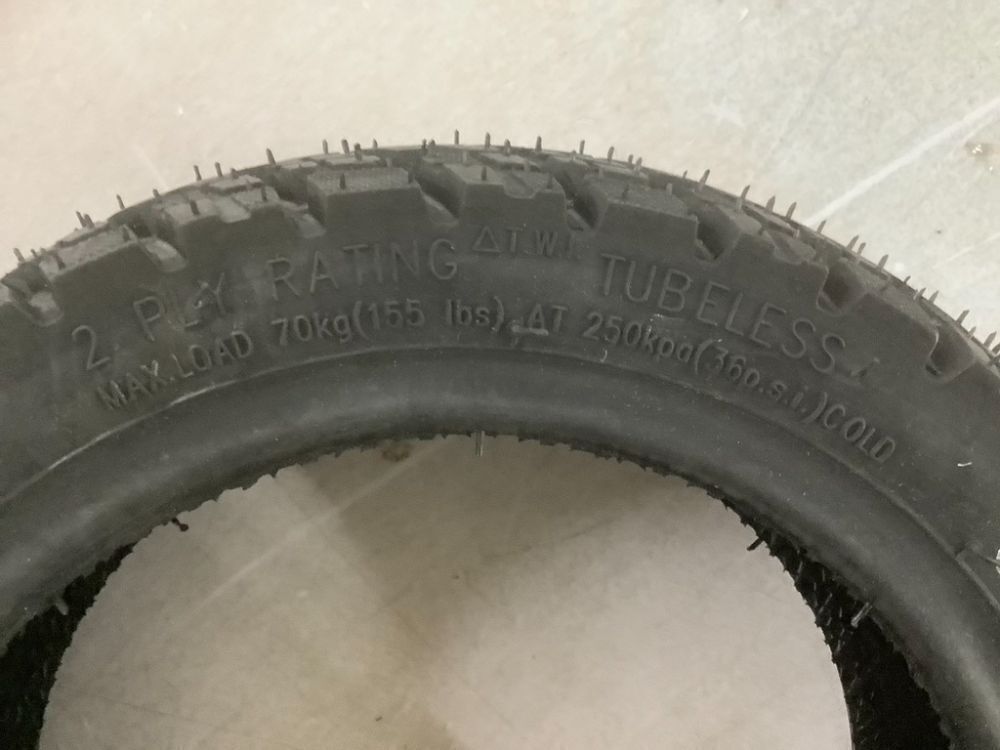 2 PLY RATING △T.W.I. TUBELESS
MAX.LOAD 70kg(155 lbs) AT 250kpa(36p.s.i.)COLD